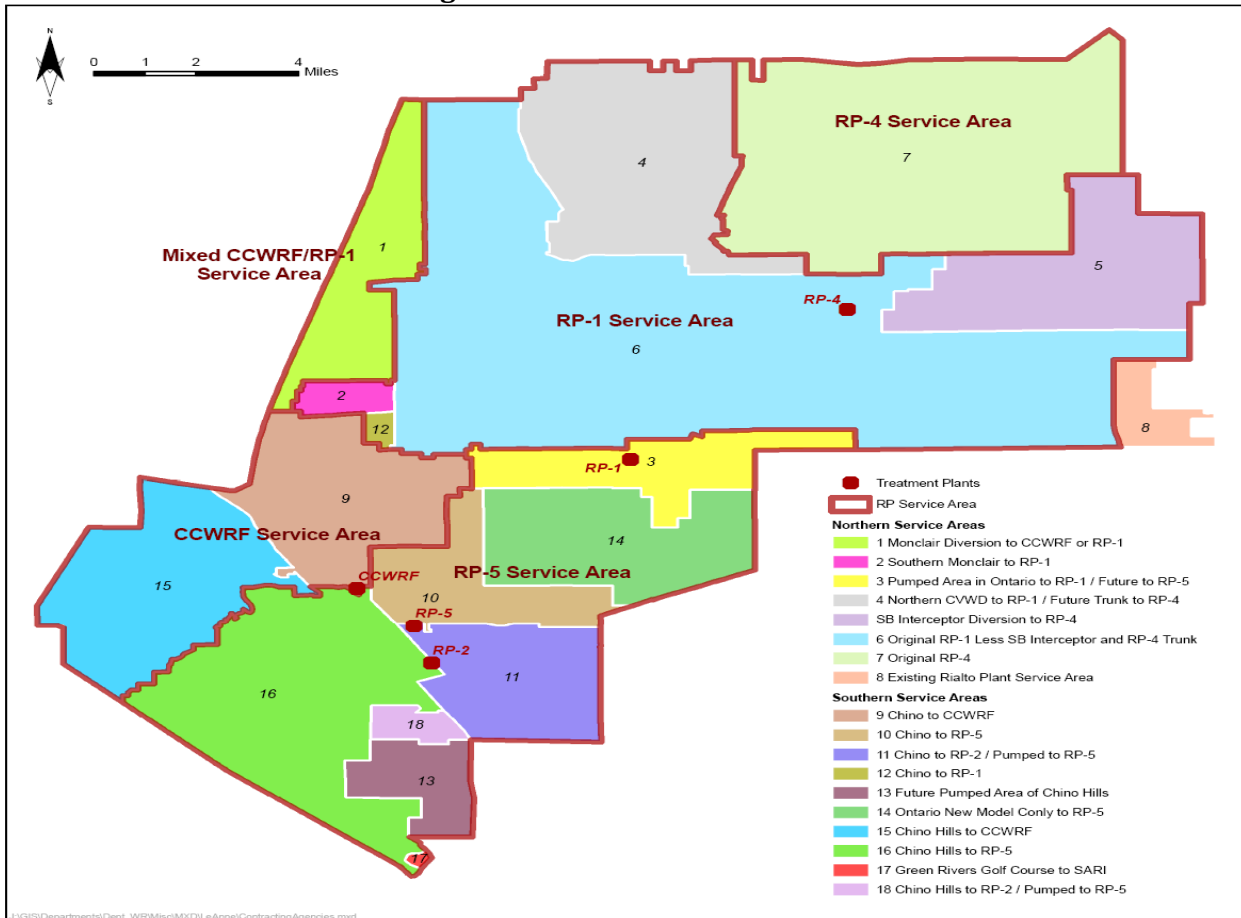 N
S
0 2 4
Miles
RP-4 Service Area
7
4
1
Mixed CCWRF/RP-1
Service Area
5
RP-4
RP-1 Service Area
6
2
12
8
RP-1
3
9
CCWRF Service Area
14
15
CCWRF
RP-5 Service Area
10
RP-5
RP-2
11
16
18
13
17
Treatment Plants
RP Service Area
Northern Service Areas
1 Monclair Diversion to CCWRF or RP-1
2 Southern Monclair to RP-1
3 Pumped Area in Ontario to RP-1 / Future to RP-5
4 Northern CVWD to RP-1 / Future Trunk to RP-4
SB Interceptor Diversion to RP-4
6 Original RP-1 Less SB Interceptor and RP-4 Trunk
7 Original RP-4
8 Existing Rialto Plant Service Area
Southern Service Areas
9 Chino to CCWRF
10 Chino to RP-5
11 Chino to RP-2 / Pumped to RP-5
12 Chino to RP-1
13 Future Pumped Area of Chino Hills
14 Ontario New Model Conly to RP-5
15 Chino Hills to CCWRF
16 Chino Hills to RP-5
17 Green Rivers Golf Course to SARI
18 Chino Hills to RP-2 / Pumped to RP-5
I:\GIS\Departments\Dept_WR\Misc\MXD\LeAnne\ContractingAgencies.mxd